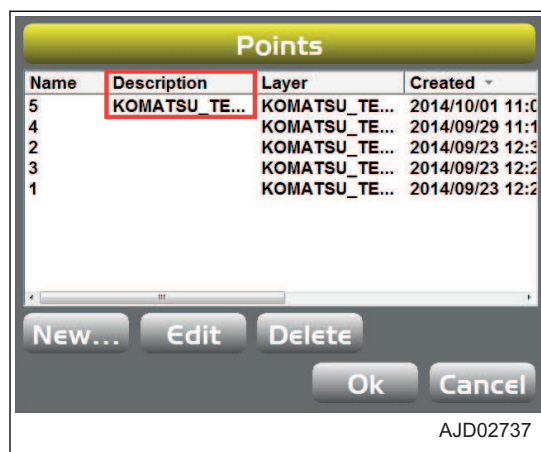 Points
Name Description Layer Created
5 KOMATSU_TE... KOMATSU_TE... 2014/10/01 11:0
4 KOMATSU_TE... 2014/09/29 11:1
2 KOMATSU_TE... 2014/09/23 12:3
3 KOMATSU_TE... 2014/09/23 12:2
1 KOMATSU_TE... 2014/09/23 12:2
New... Edit Delete
Ok Cancel
AJD02737